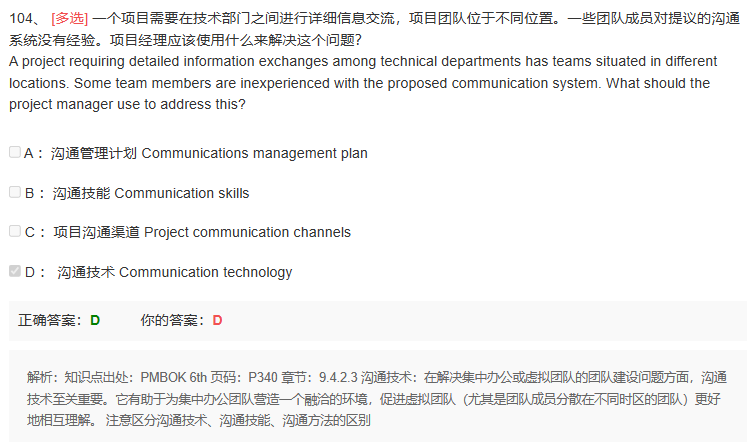 104、 [多选] 一个项目需要在技术部门之间进行详细信息交流，项目团队位于不同位置。一些团队成员对提议的沟通
系统没有经验。项目经理应该使用什么来解决这个问题？
A project requiring detailed information exchanges among technical departments has teams situated in different
locations. Some team members are inexperienced with the proposed communication system. What should the
project manager use to address this?
A： 沟通管理计划 Communications management plan
B： 沟通技能 Communication skills
C： 项目沟通渠道 Project communication channels
D： 沟通技术 Communication technology
正确答案：D 你的答案：D
解析：知识点出处：PMBOK 6th 页码：P340 章节：9.4.2.3 沟通技术：在解决集中办公或虚拟团队的团队建设问题方面，沟通
技术至关重要。它有助于为集中办公团队营造一个融洽的环境，促进虚拟团队（尤其是团队成员分散在不同时区的团队）更好
地相互理解。 注意区分沟通技术、沟通技能、沟通方法的区别